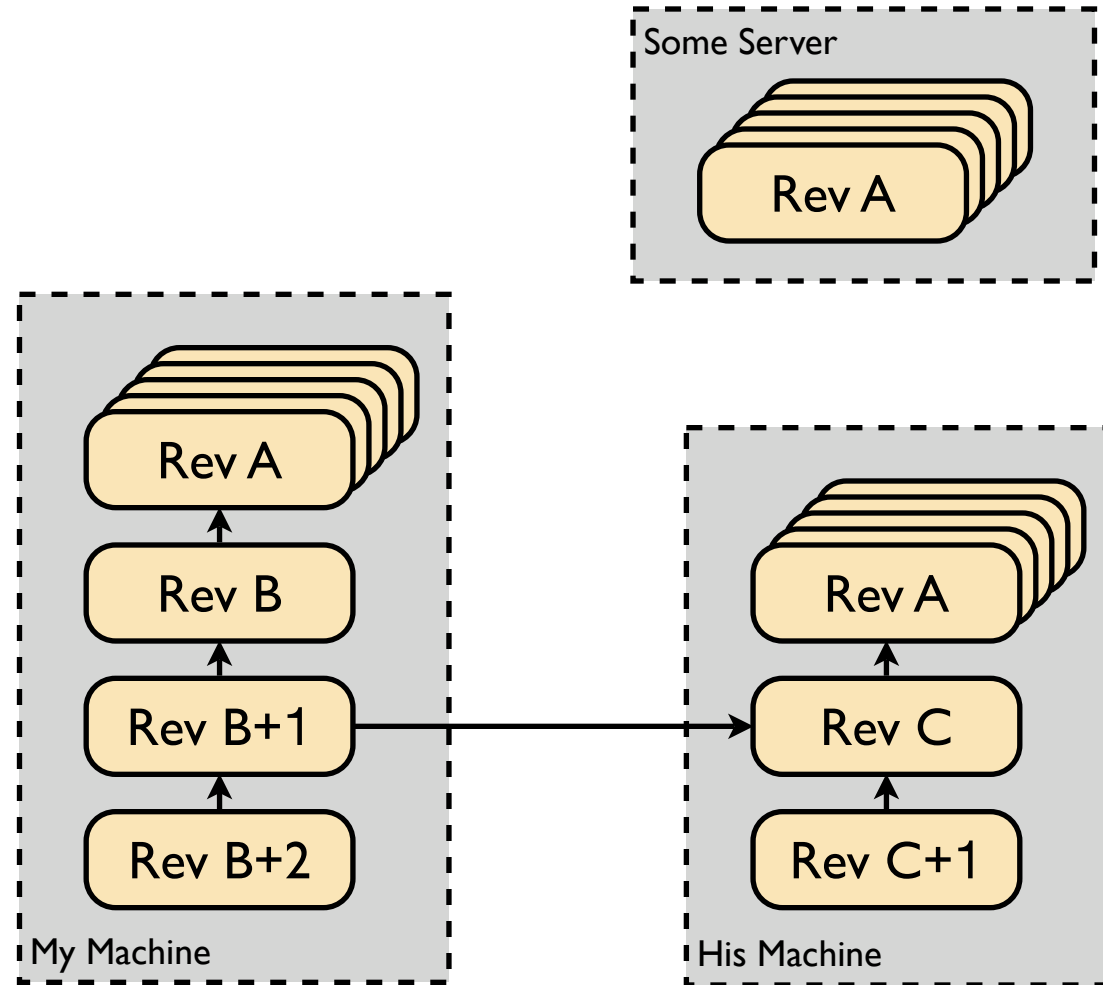 Some Server
Rev A
Rev A
Rev B
Rev B+1
Rev B+2
My Machine
Rev A
Rev C
Rev C+1
His Machine